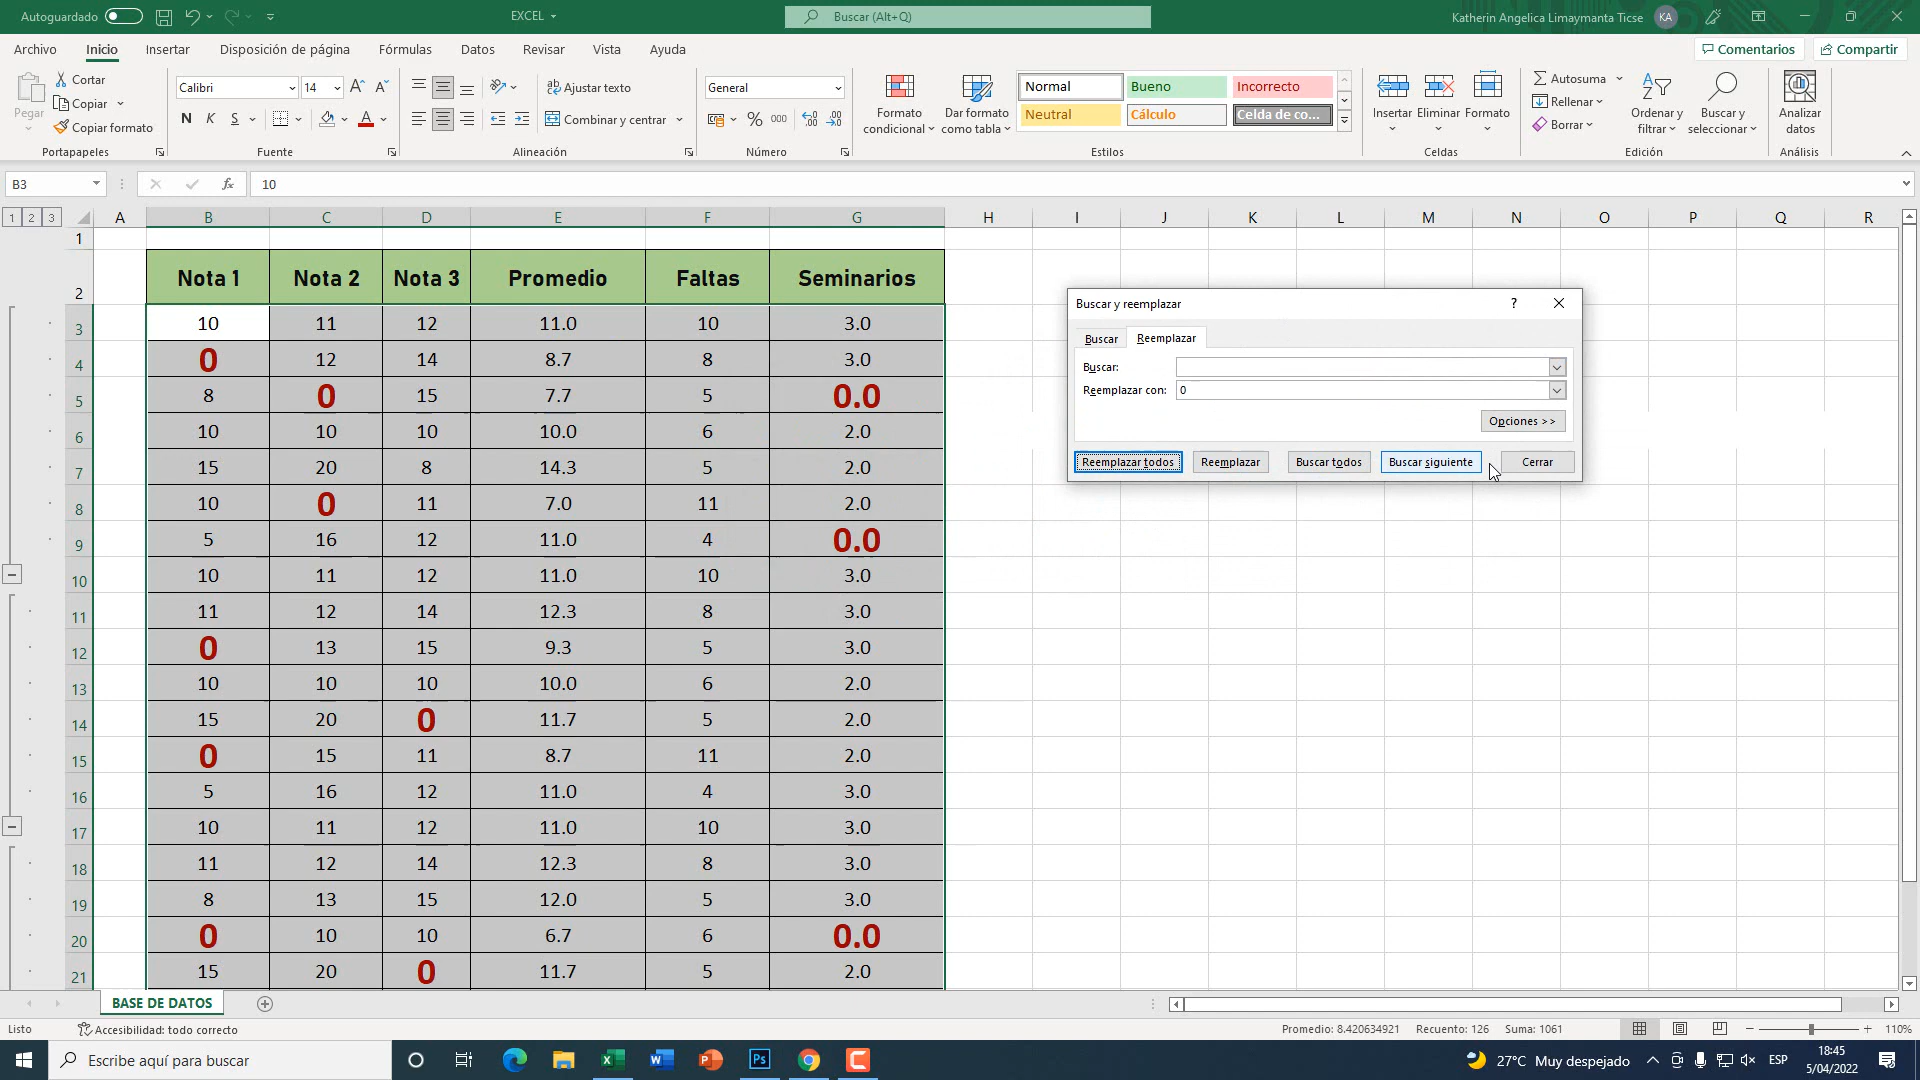 Autoguardado
EXCEL
Buscar (Alt+Q)
Katherin Angelica Limaymanta Ticse
KA
Archivo
Inicio
Insertar
Disposición de página
Fórmulas
Datos
Revisar
Vista
Ayuda
Comentarios
Compartir
Pegar
Cortar
Copiar
Copiar formato
Portapapeles
Calibri
14
N K S
Fuente
Ajustar texto
Combinar y centrar
Alineación
General
% 000
Número
Formato condicional
Dar formato como tabla
Normal
Bueno
Incorrecto
Neutral
Cálculo
Celda de co...
Estilos
Insertar
Eliminar
Formato
Celdas
Autosuma
Rellenar
Borrar
Ordenar y filtrar
Buscar y seleccionar
Edición
Analizar datos
Análisis
B3
fx
10
1 2 3
A B C D E F G H I J K L M N O P Q R
1
2 Nota 1 Nota 2 Nota 3 Promedio Faltas Seminarios
3 10 11 12 11.0 10 3.0
4 0 12 14 8.7 8 3.0
5 8 0 15 7.7 5 0.0
6 10 10 10 10.0 6 2.0
7 15 20 8 14.3 5 2.0
8 10 0 11 7.0 11 2.0
9 5 16 12 11.0 4 0.0
10 10 11 12 11.0 10 3.0
11 11 12 14 12.3 8 3.0
12 0 13 15 9.3 5 3.0
13 10 10 10 10.0 6 2.0
14 15 20 0 11.7 5 2.0
15 0 15 11 8.7 11 2.0
16 5 16 12 11.0 4 3.0
17 10 11 12 11.0 10 3.0
18 11 12 14 12.3 8 3.0
19 8 13 15 12.0 5 3.0
20 0 10 10 6.7 6 0.0
21 15 20 0 11.7 5 2.0
Buscar y reemplazar
?
Buscar
Reemplazar
Buscar:
Reemplazar con: 0
Opciones >>
Reemplazar todos
Reemplazar
Buscar todos
Buscar siguiente
Cerrar
BASE DE DATOS
Listo
Accesibilidad: todo correcto
Promedio: 8.420634921
Recuento: 126
Suma: 1061
110%
Escribe aquí para buscar
27°C Muy despejado
ESP
18:45
5/04/2022